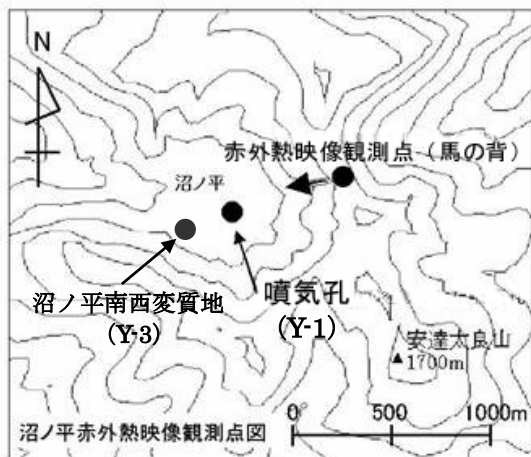 N
赤外熱映像観測点（馬の背）
沼ノ平
沼ノ平南西変質地
(Y-3)
噴気孔
(Y-1)
安達太良山
▲1700m
0 500 1000m
沼ノ平赤外熱映像観測点図